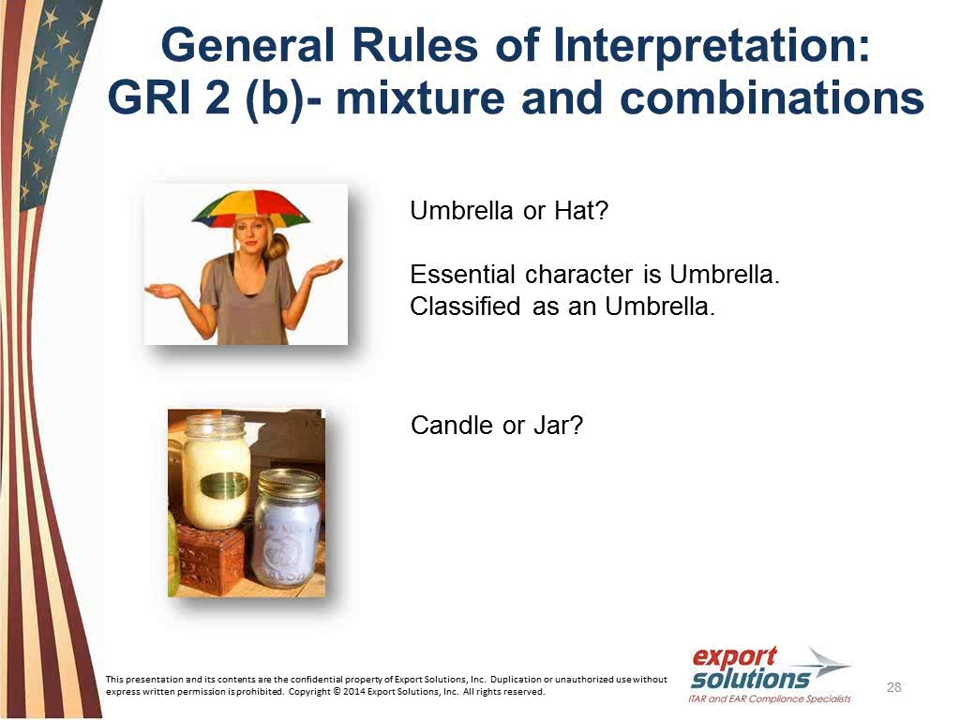 General Rules of Interpretation:
GRI 2 (b)- mixture and combinations
Umbrella or Hat?
Essential character is Umbrella.
Classified as an Umbrella.
Candle or Jar?
This presentation and its contents are the confidential property of Export Solutions, Inc. Duplication or unauthorized use without
express written permission is prohibited. Copyright © 2014 Export Solutions, Inc. All rights reserved.
export
solutions
ITAR and EAR Compliance Specialists
28